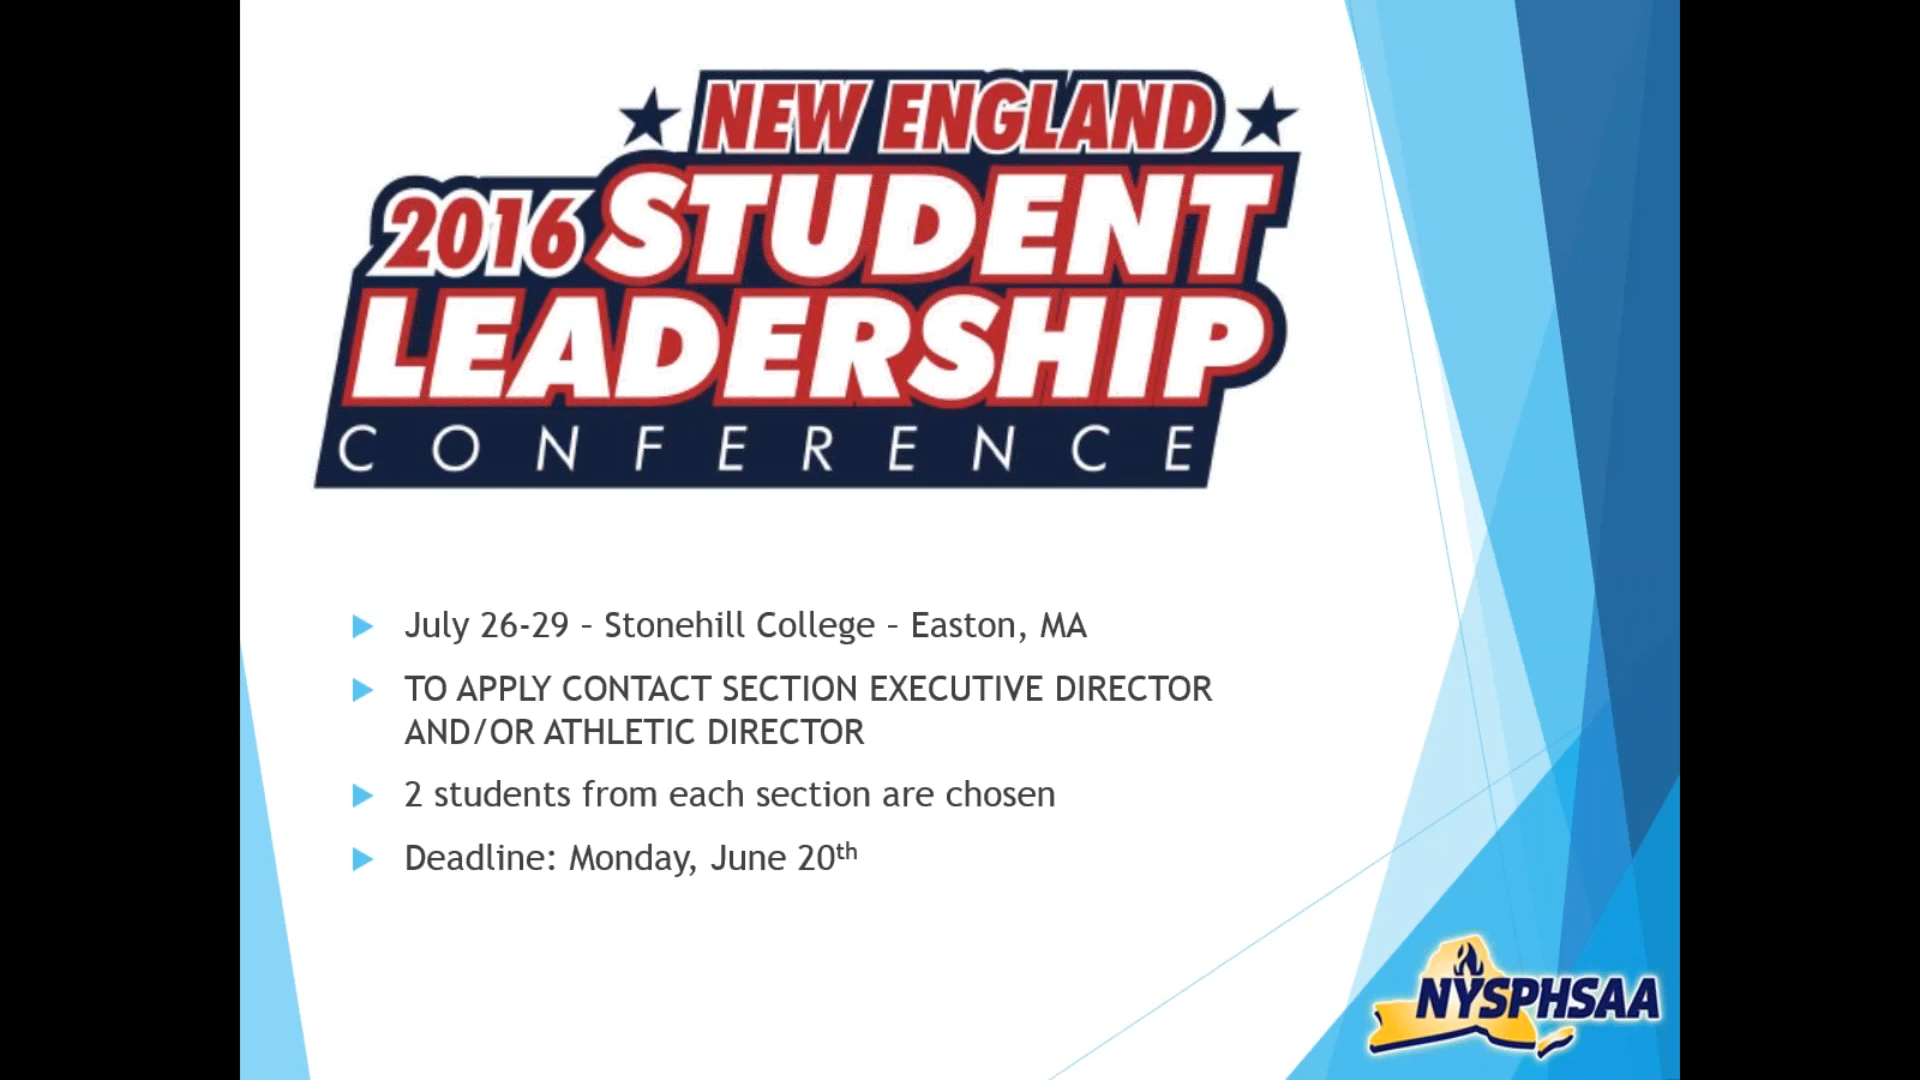 NEW ENGLAND
2016 STUDENT
LEADERSHIP
CONFERENCE
July 26-29 – Stonehill College – Easton, MA
TO APPLY CONTACT SECTION EXECUTIVE DIRECTOR
AND/OR ATHLETIC DIRECTOR
2 students from each section are chosen
Deadline: Monday, June 20th
NYSPHSAA